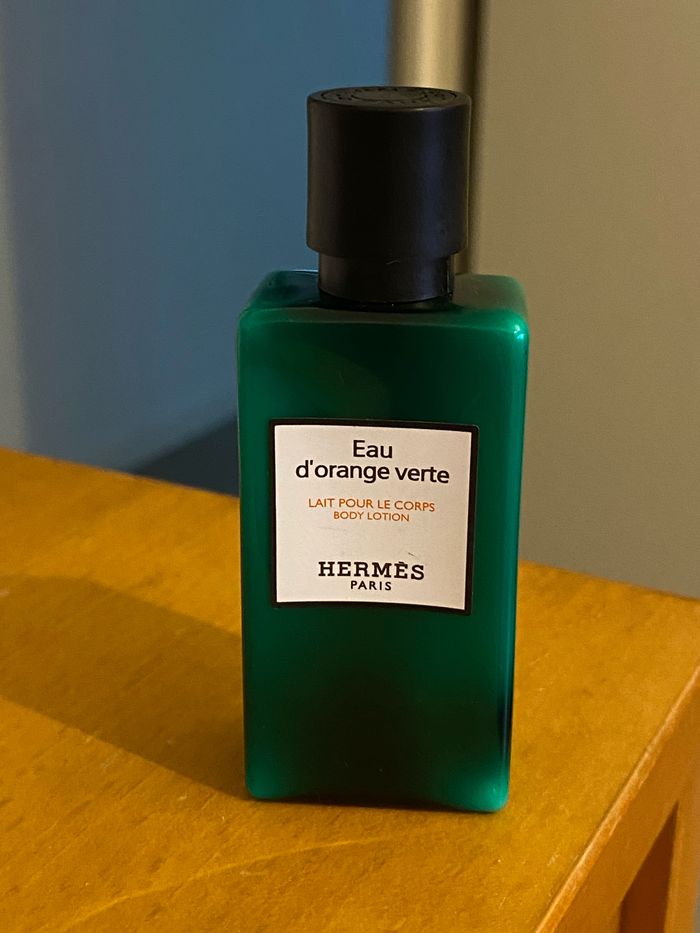 Eau
d'orange verte
LAIT POUR LE CORPS
BODY LOTION
HERMÈS
PARIS